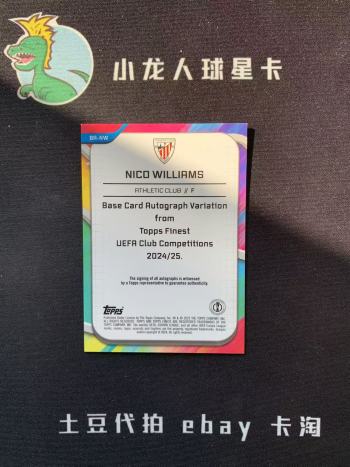 小龙人球星卡
BA-NW
NICO WILLIAMS
ATHLETIC CLUB // F
Base Card Autograph Variation
from
Topps Finest
UEFA Club Competitions
2024/25.
The signing of all autographs is witnessed
by a Topps representative to guarantee authenticity.
Topps
土豆代拍 ebay 卡淘